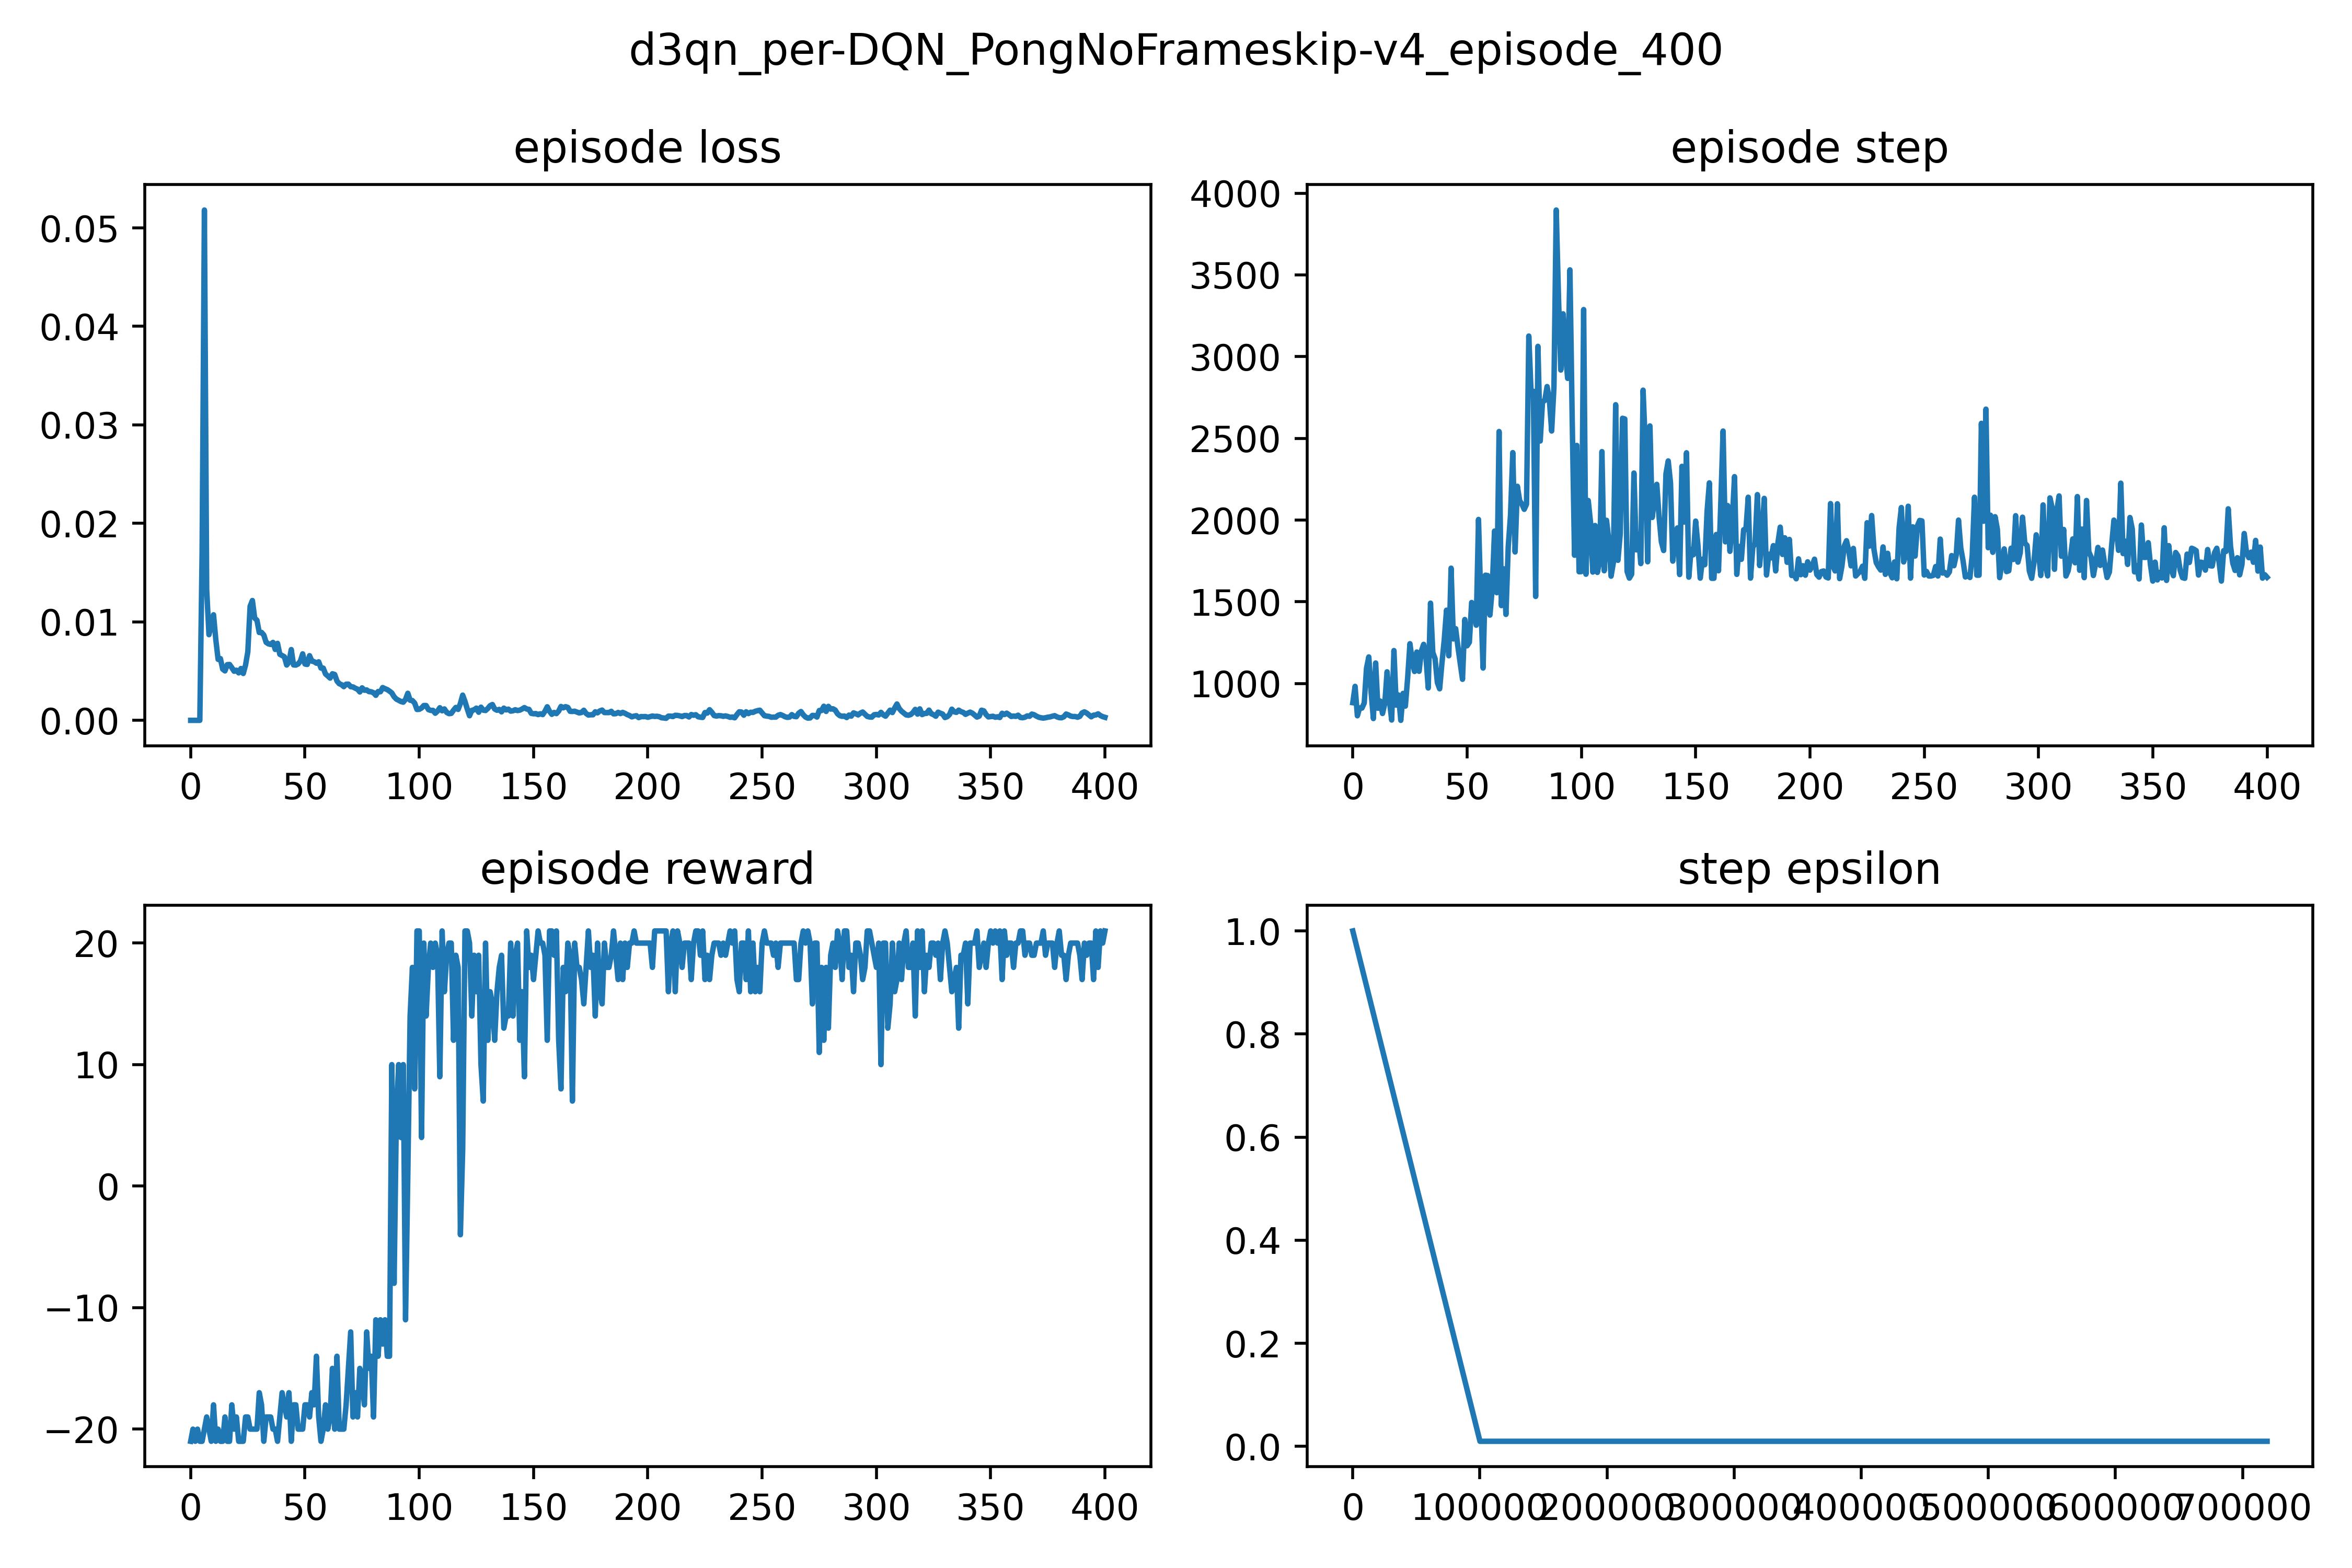 d3qn_per-DQN_PongNoFrameskip-v4_episode_400
episode loss
0.05
0.04
0.03
0.02
0.01
0.00
0 50 100 150 200 250 300 350 400
episode step
4000
3500
3000
2500
2000
1500
1000
0 50 100 150 200 250 300 350 400
episode reward
20
10
0
−10
−20
0 50 100 150 200 250 300 350 400
step epsilon
1.0
0.8
0.6
0.4
0.2
0.0
0 100000 200000 300000 400000 500000 600000 700000